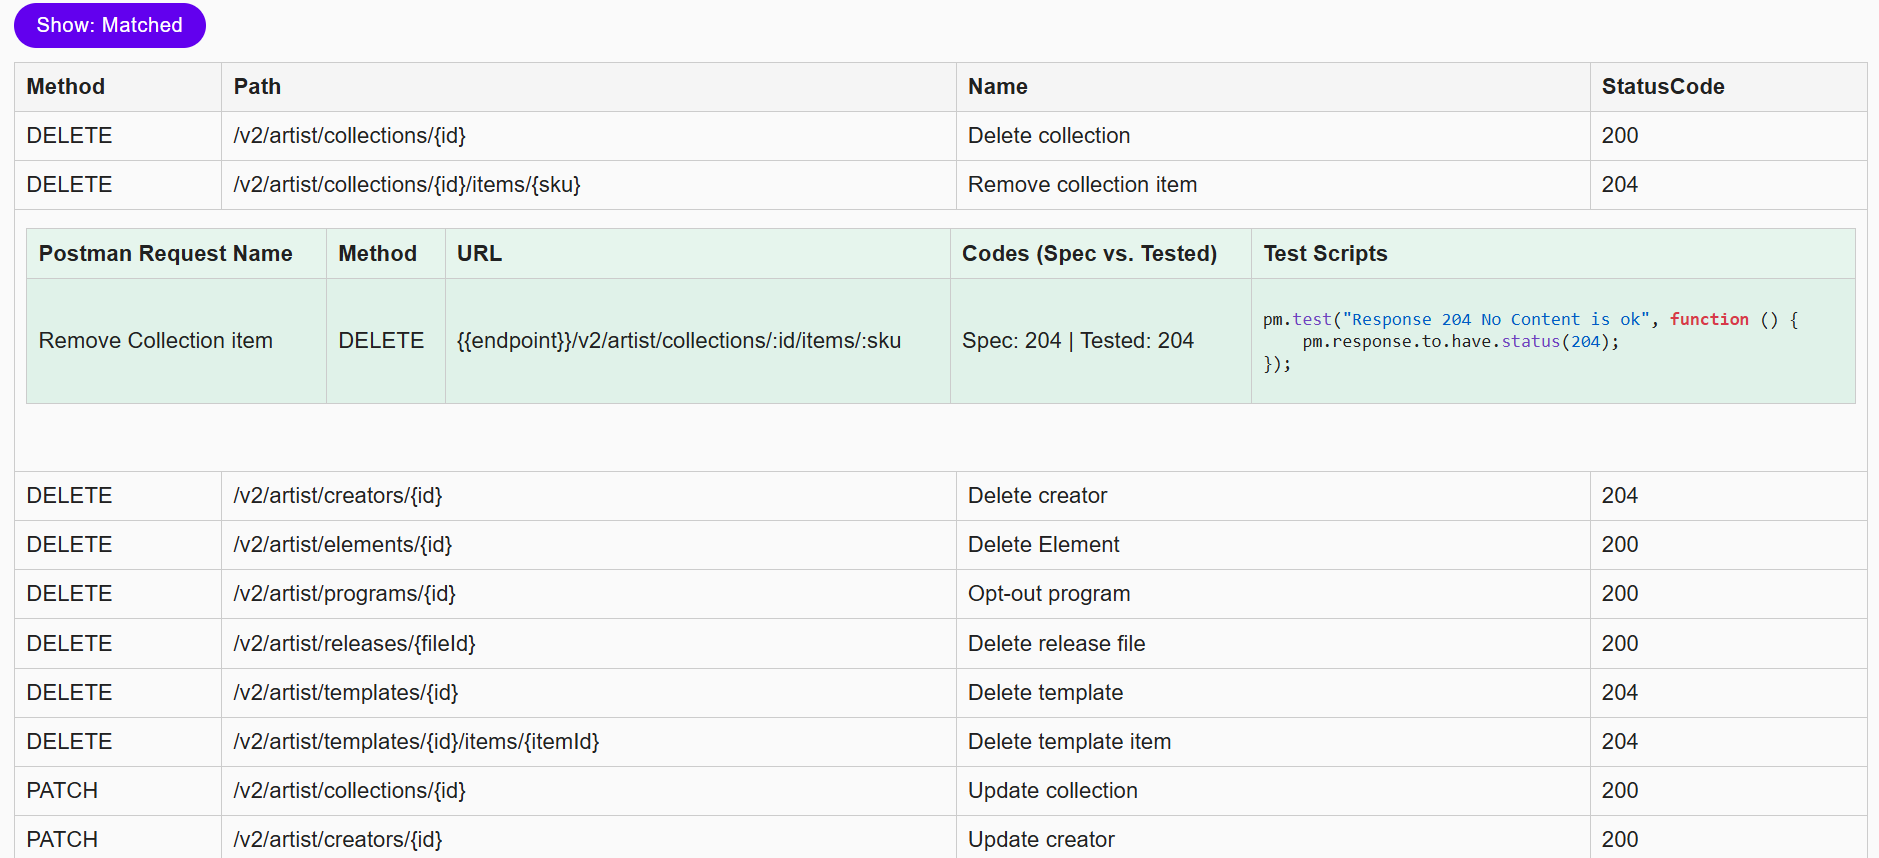 Show: Matched
Method Path Name StatusCode
DELETE /v2/artist/collections/{id} Delete collection 200
DELETE /v2/artist/collections/{id}/items/{sku} Remove collection item 204
Postman Request Name Method URL Codes (Spec vs. Tested) Test Scripts
Remove Collection item DELETE {{endpoint}}/v2/artist/collections/:id/items/:sku Spec: 204 | Tested: 204
pm.test("Response 204 No Content is ok", function () {
    pm.response.to.have.status(204);
});
DELETE /v2/artist/creators/{id} Delete creator 204
DELETE /v2/artist/elements/{id} Delete Element 200
DELETE /v2/artist/programs/{id} Opt-out program 200
DELETE /v2/artist/releases/{fileId} Delete release file 200
DELETE /v2/artist/templates/{id} Delete template 204
DELETE /v2/artist/templates/{id}/items/{itemId} Delete template item 204
PATCH /v2/artist/collections/{id} Update collection 200
PATCH /v2/artist/creators/{id} Update creator 200